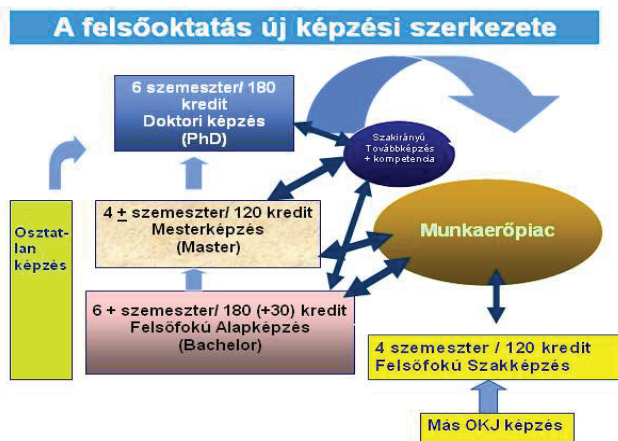 A felsőoktatás új képzési szerkezete
6 szemeszter/ 180
kredit
Doktori képzés
(PhD)
Szakirányú
Továbbképzés
+ kompetencia
Osztat-
lan
képzés
4 + szemeszter/ 120 kredit
Mesterképzés
(Master)
Munkaerőpiac
6 + szemeszter/ 180 (+30) kredit
Felsőfokú Alapképzés
(Bachelor)
4 szemeszter / 120 kredit
Felsőfokú Szakképzés
Más OKJ képzés